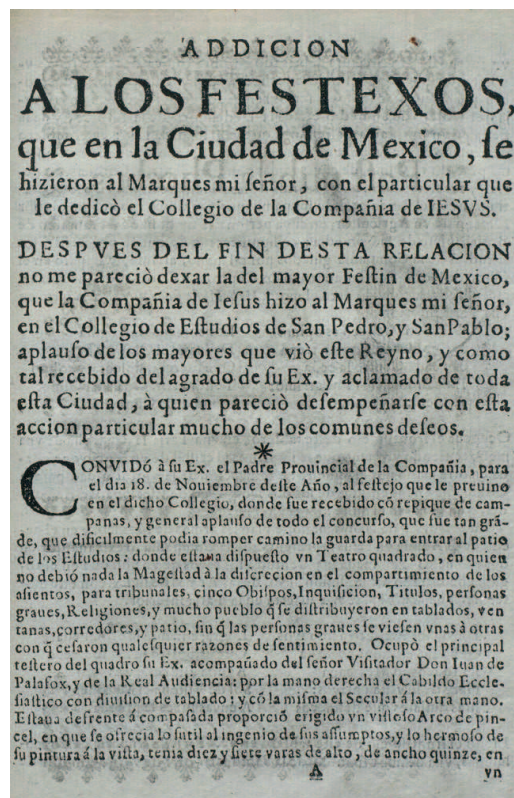 ADDICION
A LOS FESTEXOS,
que en la Ciudad de Mexico, ſe
hizieron al Marques mi ſeñor, con el particular que
le dedicò el Collegio de la Compañia de IESVS.
DESPVES DEL FIN DESTA RELACION
no me pareciò dexar la del mayor Feſtin de Mexico,
que la Compañia de Ieſus hizo al Marques mi ſeñor,
en el Collegio de Eſtudios de San Pedro, y San Pablo;
aplauſo de los mayores que viò eſte Reyno, y como
tal recebido del agrado de ſu Ex. y aclamado de toda
eſta Ciudad, à quien pareciò deſempeñarſe con eſta
accion particular mucho de los comunes deſeos.
*
CONVIDó à ſu Ex. el Padre Prouincial de la Compañia, para
el dia 18. de Nouiembre deſte Año, al feſtejo que le preuino
en el dicho Collegio, donde fue recebido cõ repique de cam-
panas, y general aplauſo de todo el concurſo, que fue tan grã-
de, que dificilmente podia romper camino la guarda para entrar al patio
de los Eſtudios: donde eſtaua diſpueſto vn Teatro quadrado, en quien
no debió nada la Mageſtad à la diſcrecion en el compartimiento de los
aſientos, para tribunales, cinco Obiſpos, Inquiſicion, Titulos, perſonas
graues, Religiones, y mucho pueblo q̃ ſe diſtribuyeron en tablados, ven
tanas, corredores, y patio, ſin q̃ las perſonas graues ſe vieſen vnas à otras
con q̃ ceſaron qualeſquier razones de ſentimiento. Ocupò el principal
teſtero del quadro ſu Ex. acompañado del ſeñor Viſitador Don Iuan de
Palafox, y de la Real Audiencia: por la mano derecha el Cabildo Eccle-
ſiaſtico con diuiſion de tablado: y cõ la miſma el Secular á la otra mano.
Eſtaua defrente á compaſada proporciõ erigido vn viſtoſo Arco de pin-
cel, en que ſe ofrecia lo ſutil al ingenio de ſus aſſumptos, y lo hermoſo de
ſu pintura á la viſta, tenia diez y ſiete varas de alto, de ancho quinze, en
A vn